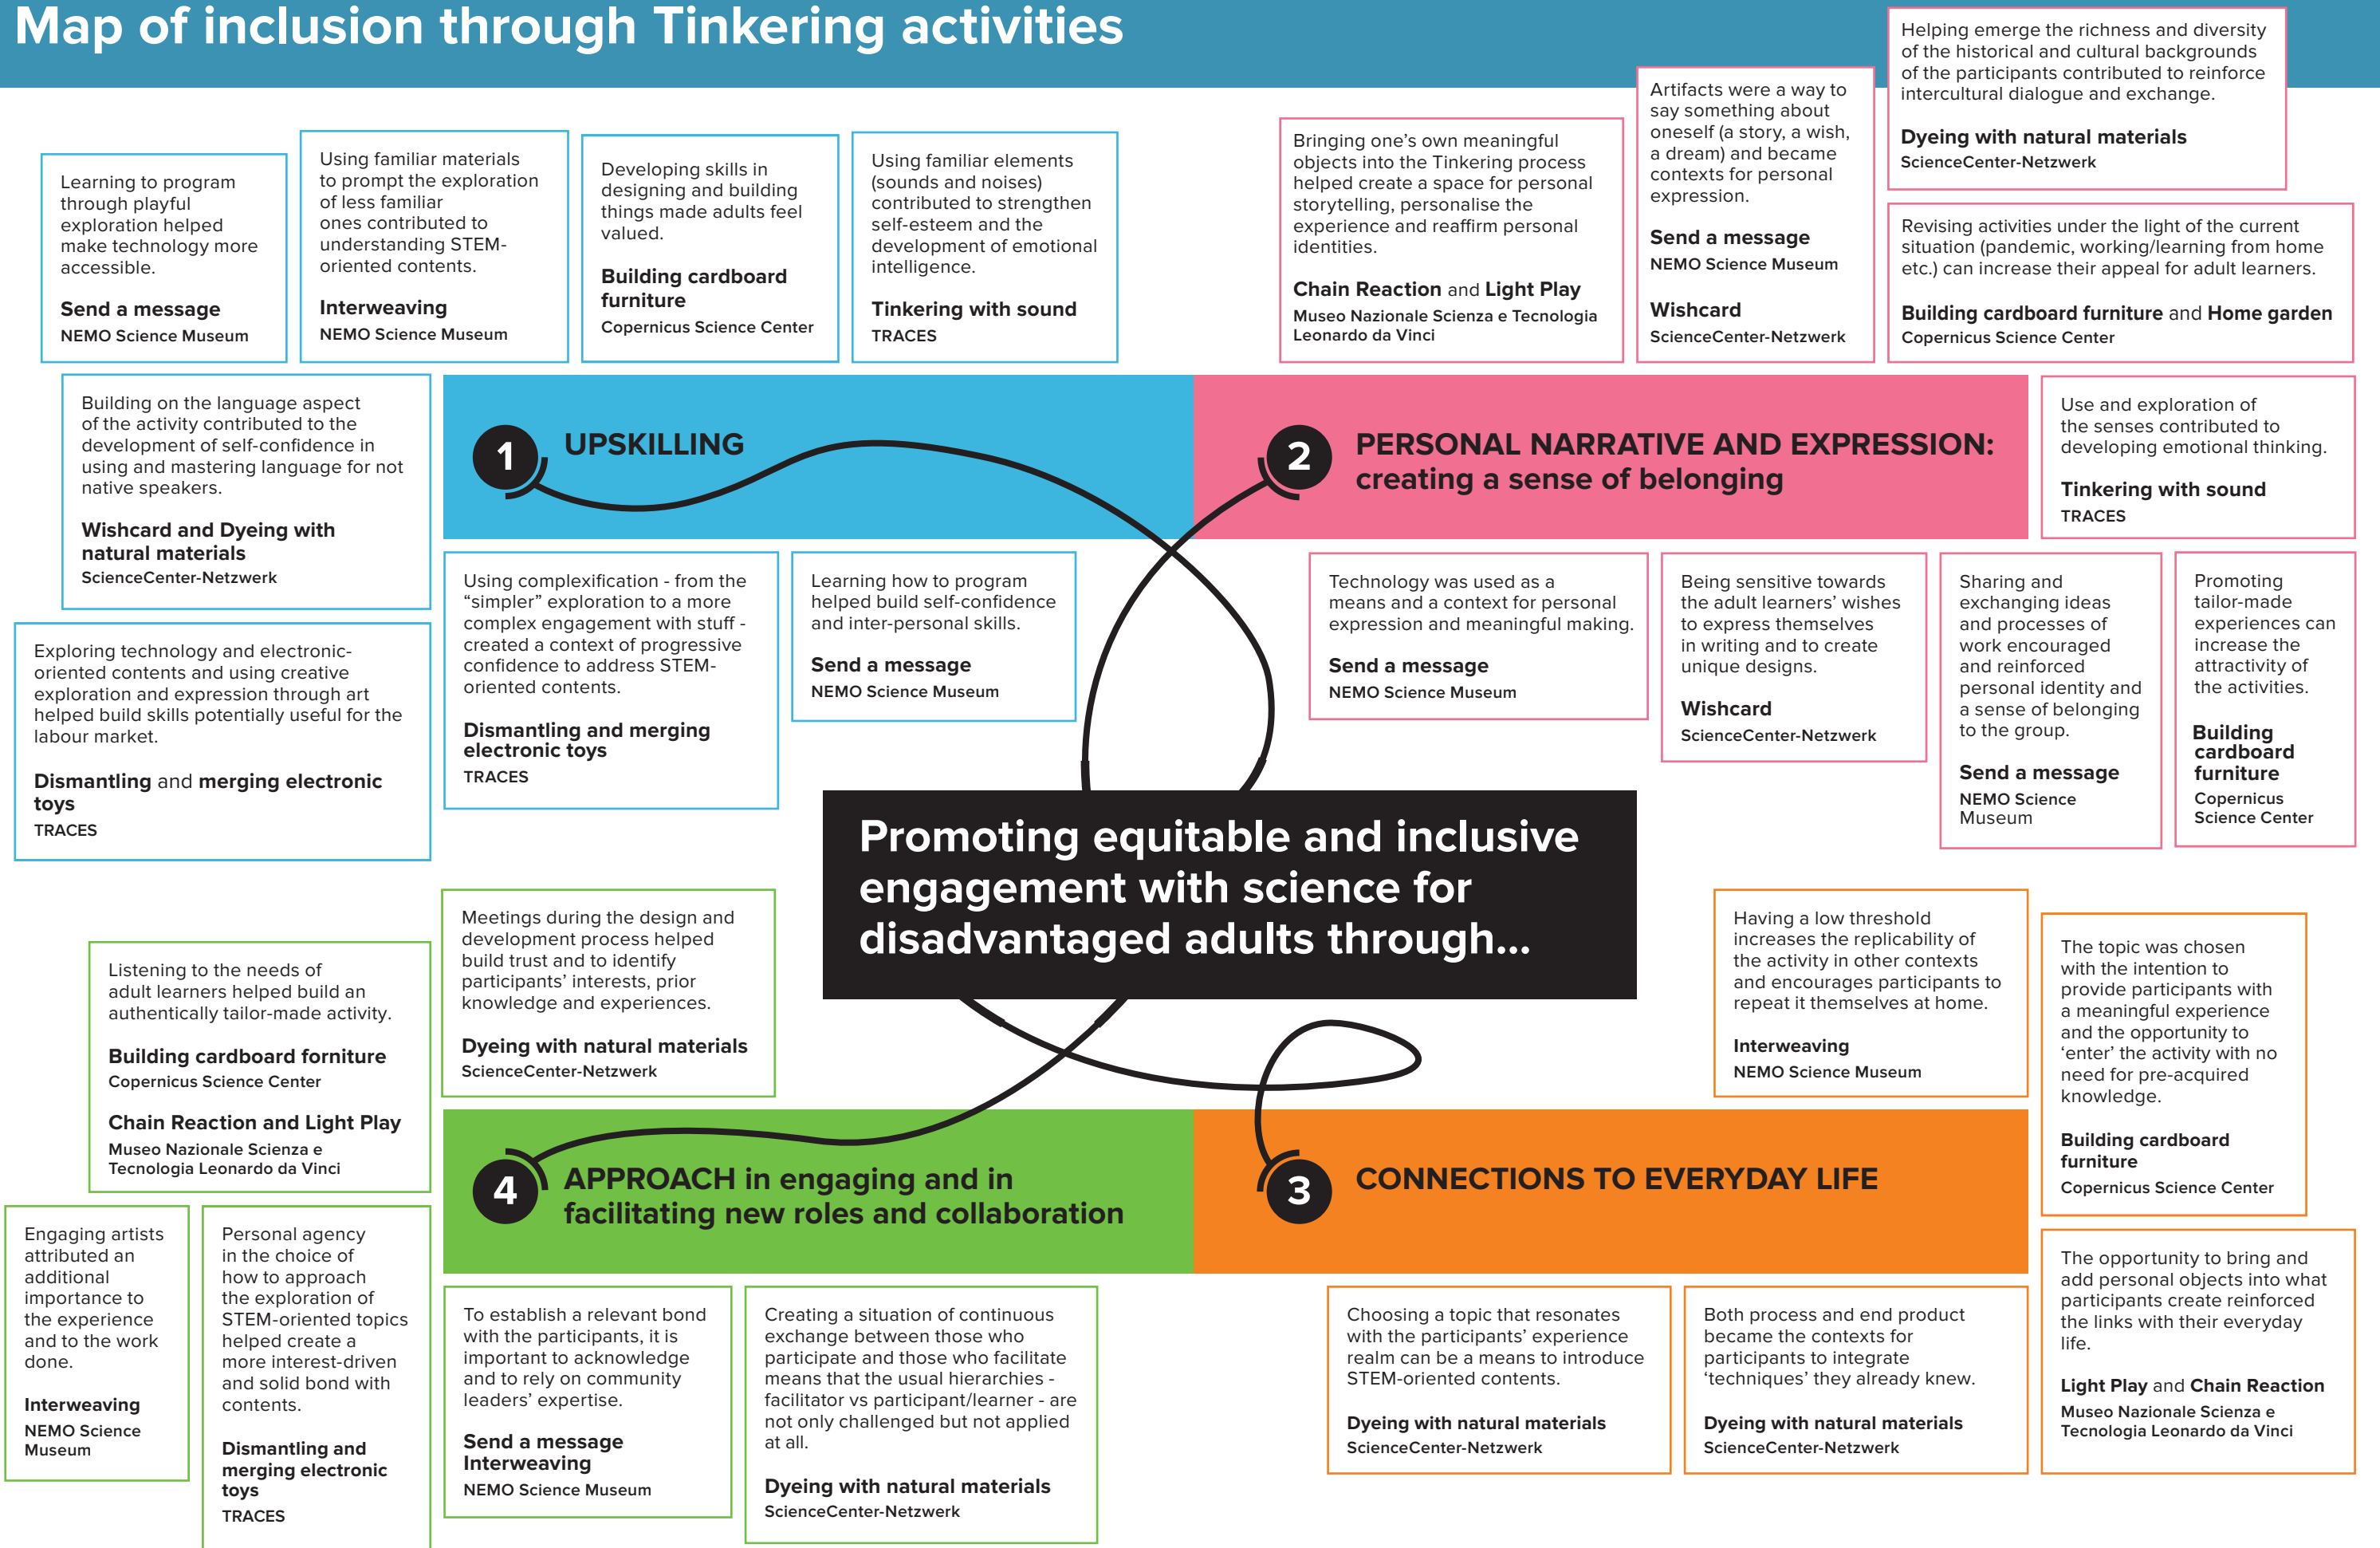 Map of inclusion through Tinkering activities
Learning to program
through playful
exploration helped
make technology more
accessible.
Send a message
NEMO Science Museum
Using familiar materials
to prompt the exploration
of less familiar
ones contributed to
understanding STEM-
oriented contents.
Interweaving
NEMO Science Museum
Developing skills in
designing and building
things made adults feel
valued.
Building cardboard
furniture
Copernicus Science Center
Using familiar elements
(sounds and noises)
contributed to strengthen
self-esteem and the
development of emotional
intelligence.
Tinkering with sound
TRACES
Bringing one's own meaningful
objects into the Tinkering process
helped create a space for personal
storytelling, personalise the
experience and reaffirm personal
identities.
Chain Reaction and Light Play
Museo Nazionale Scienza e Tecnologia
Leonardo da Vinci
Artifacts were a way to
say something about
oneself (a story, a wish,
a dream) and became
contexts for personal
expression.
Send a message
NEMO Science Museum
Wishcard
ScienceCenter-Netzwerk
Helping emerge the richness and diversity
of the historical and cultural backgrounds
of the participants contributed to reinforce
intercultural dialogue and exchange.
Dyeing with natural materials
ScienceCenter-Netzwerk
Revising activities under the light of the current
situation (pandemic, working/learning from home
etc.) can increase their appeal for adult learners.
Building cardboard furniture and Home garden
Copernicus Science Center
Building on the language aspect
of the activity contributed to the
development of self-confidence in
using and mastering language for not
native speakers.
Wishcard and Dyeing with
natural materials
ScienceCenter-Netzwerk
1
UPSKILLING
2
PERSONAL NARRATIVE AND EXPRESSION:
creating a sense of belonging
Use and exploration of
the senses contributed to
developing emotional thinking.
Tinkering with sound
TRACES
Exploring technology and electronic-
oriented contents and using creative
exploration and expression through art
helped build skills potentially useful for the
labour market.
Dismantling and merging electronic
toys
TRACES
Using complexification - from the
“simpler” exploration to a more
complex engagement with stuff -
created a context of progressive
confidence to address STEM-
oriented contents.
Dismantling and merging
electronic toys
TRACES
Learning how to program
helped build self-confidence
and inter-personal skills.
Send a message
NEMO Science Museum
Technology was used as a
means and a context for personal
expression and meaningful making.
Send a message
NEMO Science Museum
Being sensitive towards
the adult learners’ wishes
to express themselves
in writing and to create
unique designs.
Wishcard
ScienceCenter-Netzwerk
Sharing and
exchanging ideas
and processes of
work encouraged
and reinforced
personal identity and
a sense of belonging
to the group.
Send a message
NEMO Science
Museum
Promoting
tailor-made
experiences can
increase the
attractivity of
the activities.
Building
cardboard
furniture
Copernicus
Science Center
Promoting equitable and inclusive
engagement with science for
disadvantaged adults through...
Listening to the needs of
adult learners helped build an
authentically tailor-made activity.
Building cardboard forniture
Copernicus Science Center
Chain Reaction and Light Play
Museo Nazionale Scienza e
Tecnologia Leonardo da Vinci
Meetings during the design and
development process helped
build trust and to identify
participants’ interests, prior
knowledge and experiences.
Dyeing with natural materials
ScienceCenter-Netzwerk
Having a low threshold
increases the replicability of
the activity in other contexts
and encourages participants to
repeat it themselves at home.
Interweaving
NEMO Science Museum
The topic was chosen
with the intention to
provide participants with
a meaningful experience
and the opportunity to
‘enter’ the activity with no
need for pre-acquired
knowledge.
Building cardboard
furniture
Copernicus Science Center
4
APPROACH in engaging and in
facilitating new roles and collaboration
3
CONNECTIONS TO EVERYDAY LIFE
Engaging artists
attributed an
additional
importance to
the experience
and to the work
done.
Interweaving
NEMO Science
Museum
Personal agency
in the choice of
how to approach
the exploration of
STEM-oriented topics
helped create a
more interest-driven
and solid bond with
contents.
Dismantling and
merging electronic
toys
TRACES
To establish a relevant bond
with the participants, it is
important to acknowledge
and to rely on community
leaders’ expertise.
Send a message
Interweaving
NEMO Science Museum
Creating a situation of continuous
exchange between those who
participate and those who facilitate
means that the usual hierarchies -
facilitator vs participant/learner - are
not only challenged but not applied
at all.
Dyeing with natural materials
ScienceCenter-Netzwerk
Choosing a topic that resonates
with the participants’ experience
realm can be a means to introduce
STEM-oriented contents.
Dyeing with natural materials
ScienceCenter-Netzwerk
Both process and end product
became the contexts for
participants to integrate
‘techniques’ they already knew.
Dyeing with natural materials
ScienceCenter-Netzwerk
The opportunity to bring and
add personal objects into what
participants create reinforced
the links with their everyday
life.
Light Play and Chain Reaction
Museo Nazionale Scienza e
Tecnologia Leonardo da Vinci